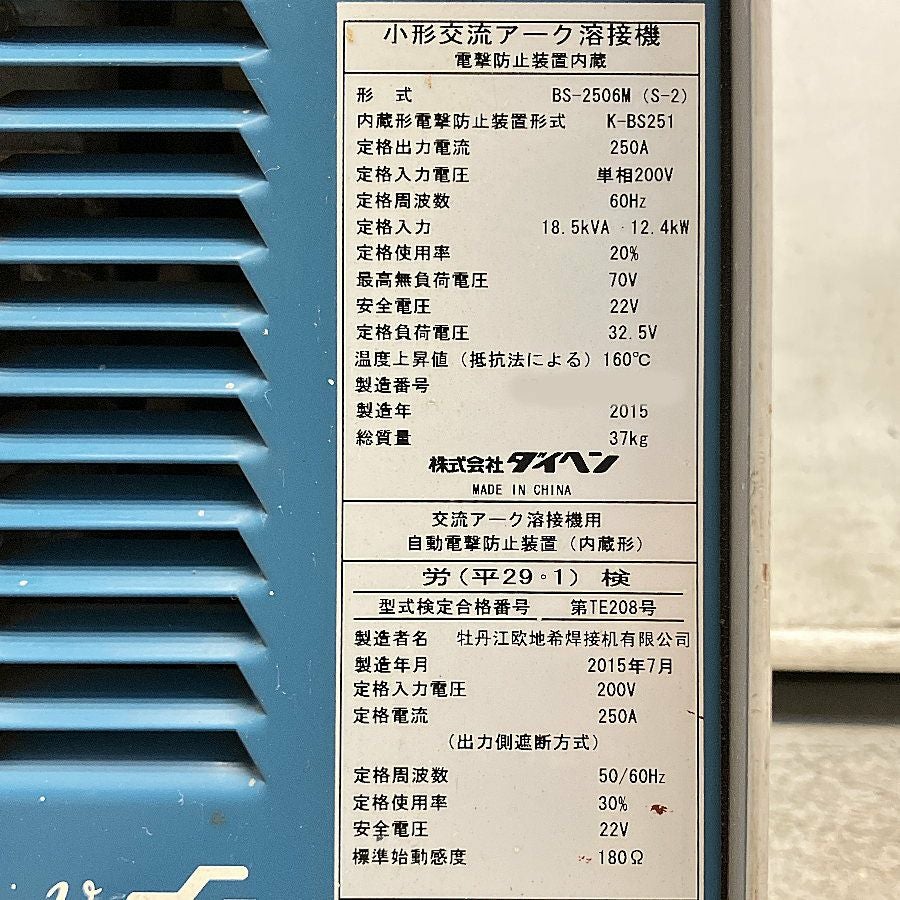 小形交流アーク溶接機
電撃防止装置内蔵
形 式 BS-2506M (S-2)
内蔵形電撃防止装置形式 K-BS251
定格出力電流 250A
定格入力電圧 単相200V
定格周波数 60Hz
定格入力 18.5kVA · 12.4kW
定格使用率 20%
最高無負荷電圧 70V
安全電圧 22V
定格負荷電圧 32.5V
温度上昇値（抵抗法による）160℃
製造番号
製造年 2015
総質量 37kg
株式会社ダイヘン
MADE IN CHINA
交流アーク溶接機用
自動電撃防止装置（内蔵形）
労（平29。1）検
型式検定合格番号 第TE208号
製造者名 牡丹江欧地希焊接机有限公司
製造年月 2015年7月
定格入力電圧 200V
定格電流 250A
（出力側遮断方式）
定格周波数 50/60Hz
定格使用率 30%
安全電圧 22V
標準始動感度 180Ω